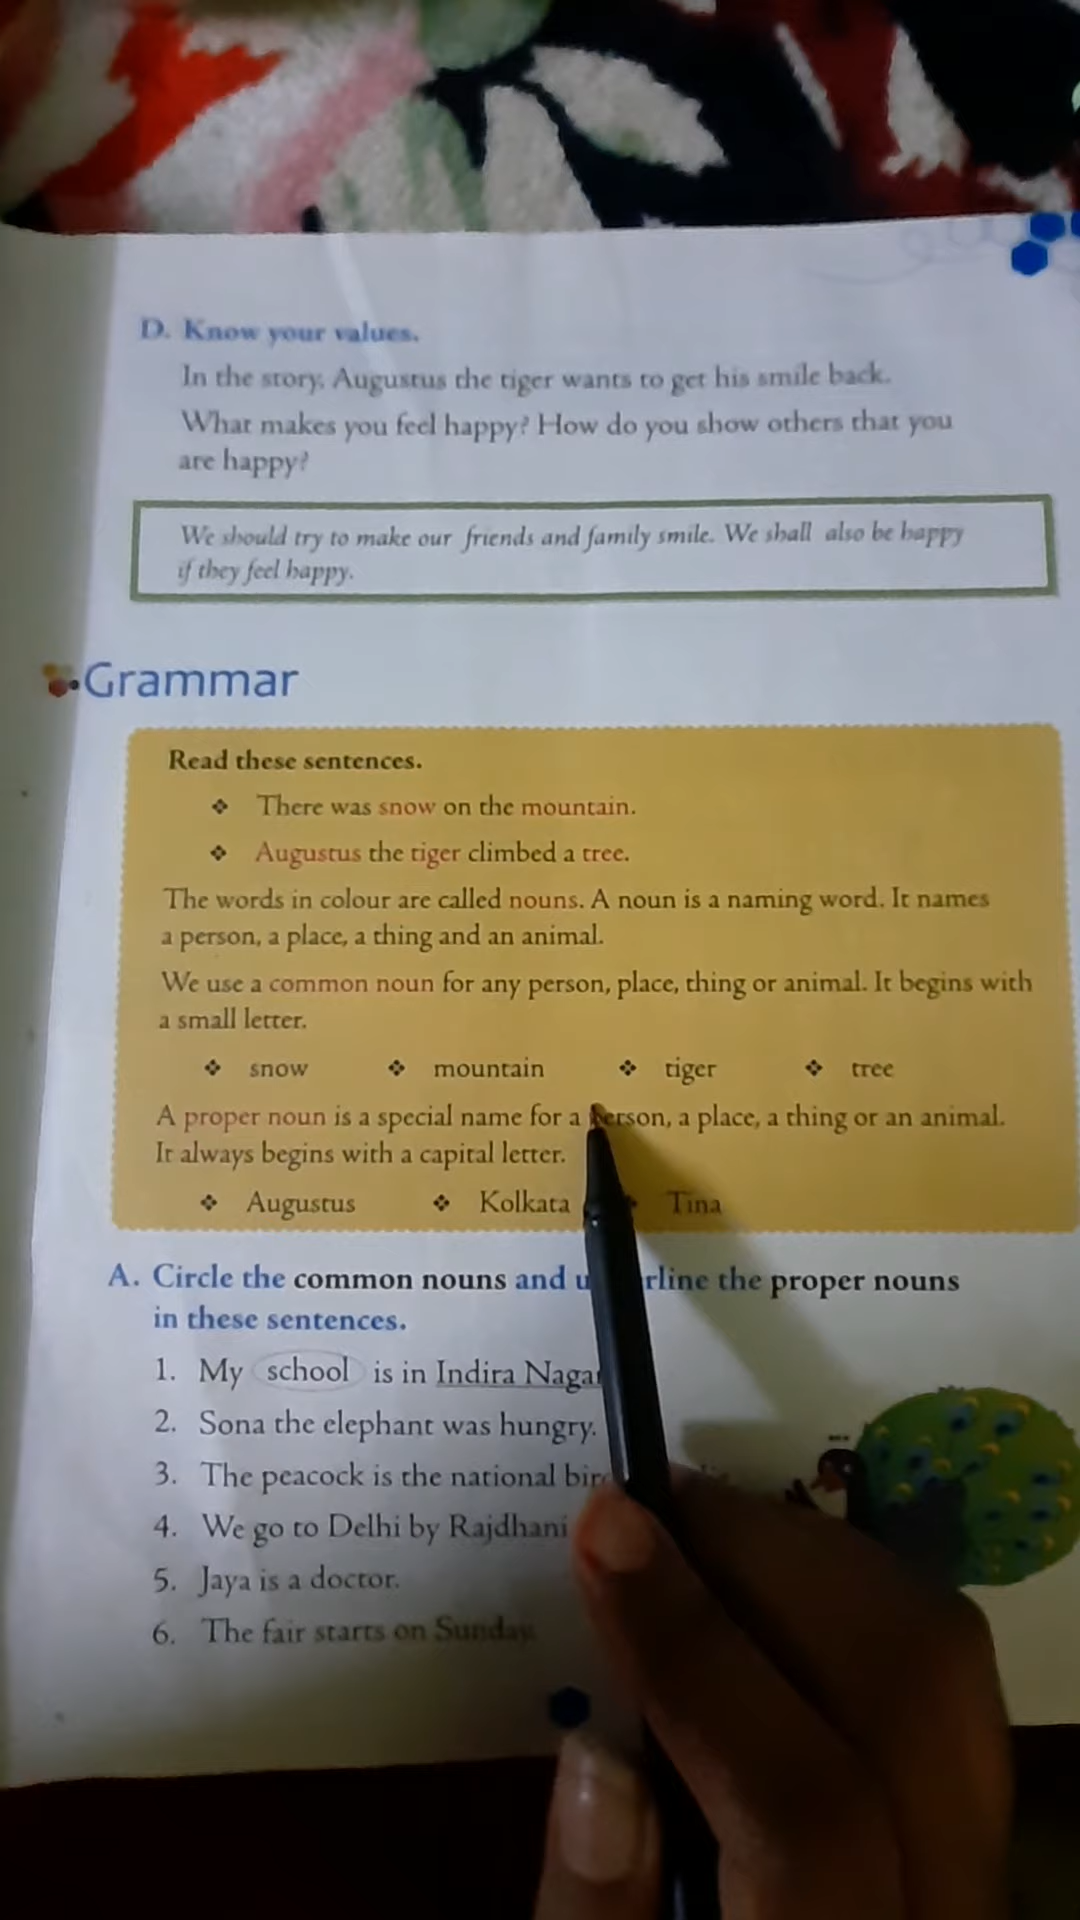 D. Know your values.
In the story, Augustus the tiger wants to get his smile back.
What makes you feel happy? How do you show others that you
are happy?
We should try to make our friends and family smile. We shall also be happy
if they feel happy.
Grammar
Read these sentences.
❖ There was snow on the mountain.
❖ Augustus the tiger climbed a tree.
The words in colour are called nouns. A noun is a naming word. It names
a person, a place, a thing and an animal.
We use a common noun for any person, place, thing or animal. It begins with
a small letter.
❖ snow ❖ mountain ❖ tiger ❖ tree
A proper noun is a special name for a person, a place, a thing or an animal.
It always begins with a capital letter.
❖ Augustus ❖ Kolkata ❖ Tina
A. Circle the common nouns and underline the proper nouns
in these sentences.
1. My school is in Indira Nagar
2. Sona the elephant was hungry.
3. The peacock is the national bird
4. We go to Delhi by Rajdhani
5. Jaya is a doctor.
6. The fair starts on Sunday.